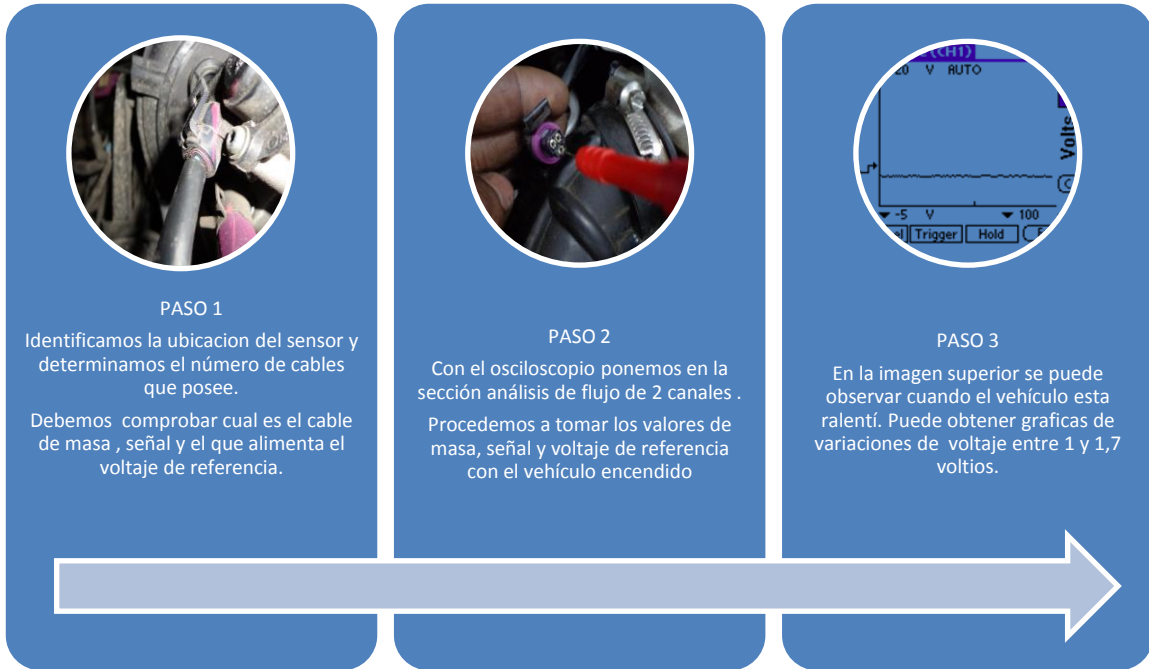 (CH1)
20 V AUTO
Volts
-5 V 100
Trigger Hold
PASO 1
Identificamos la ubicacion del sensor y
determinamos el número de cables
que posee.
Debemos comprobar cual es el cable
de masa , señal y el que alimenta el
voltaje de referencia.
PASO 2
Con el osciloscopio ponemos en la
sección análisis de flujo de 2 canales .
Procedemos a tomar los valores de
masa, señal y voltaje de referencia
con el vehículo encendido
PASO 3
En la imagen superior se puede
observar cuando el vehículo esta
ralentí. Puede obtener graficas de
variaciones de voltaje entre 1 y 1,7
voltios.